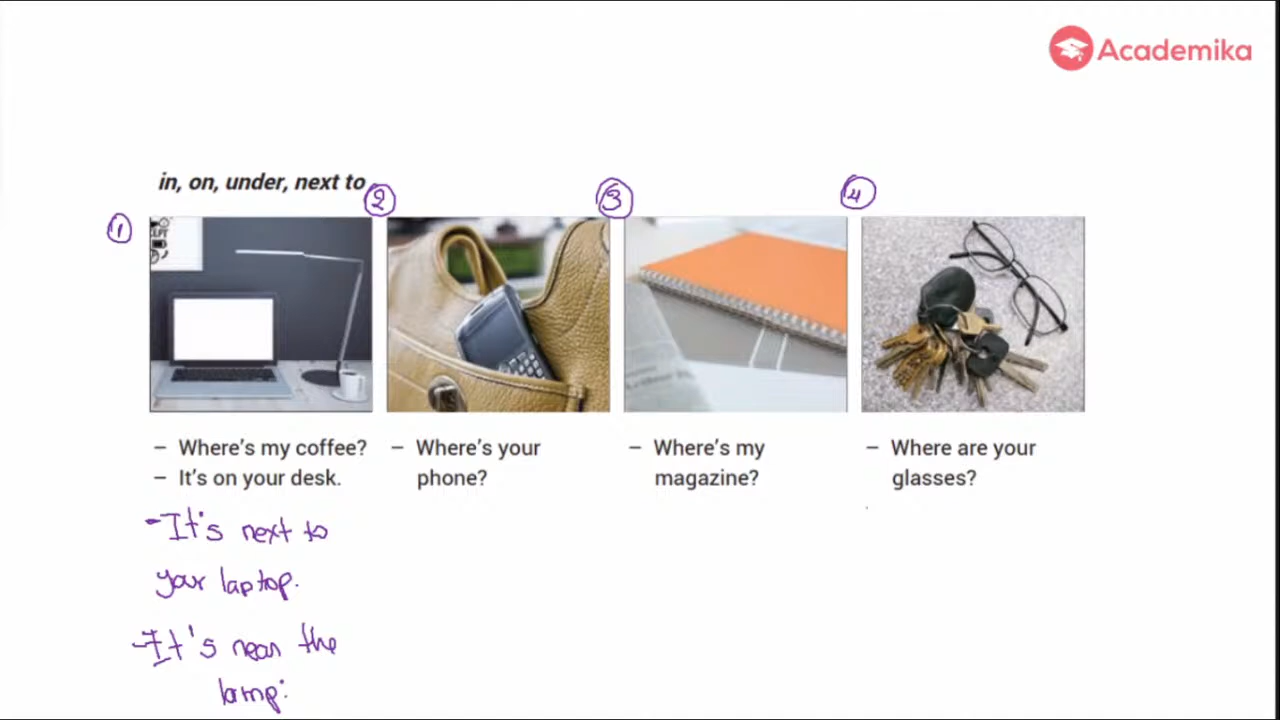 Academika
in, on, under, next to
1
2
3
4
– Where's my coffee?
– It's on your desk.
– Where's your
phone?
– Where's my
magazine?
– Where are your
glasses?
- It's next to
your laptop.
- It's near the
lamp.